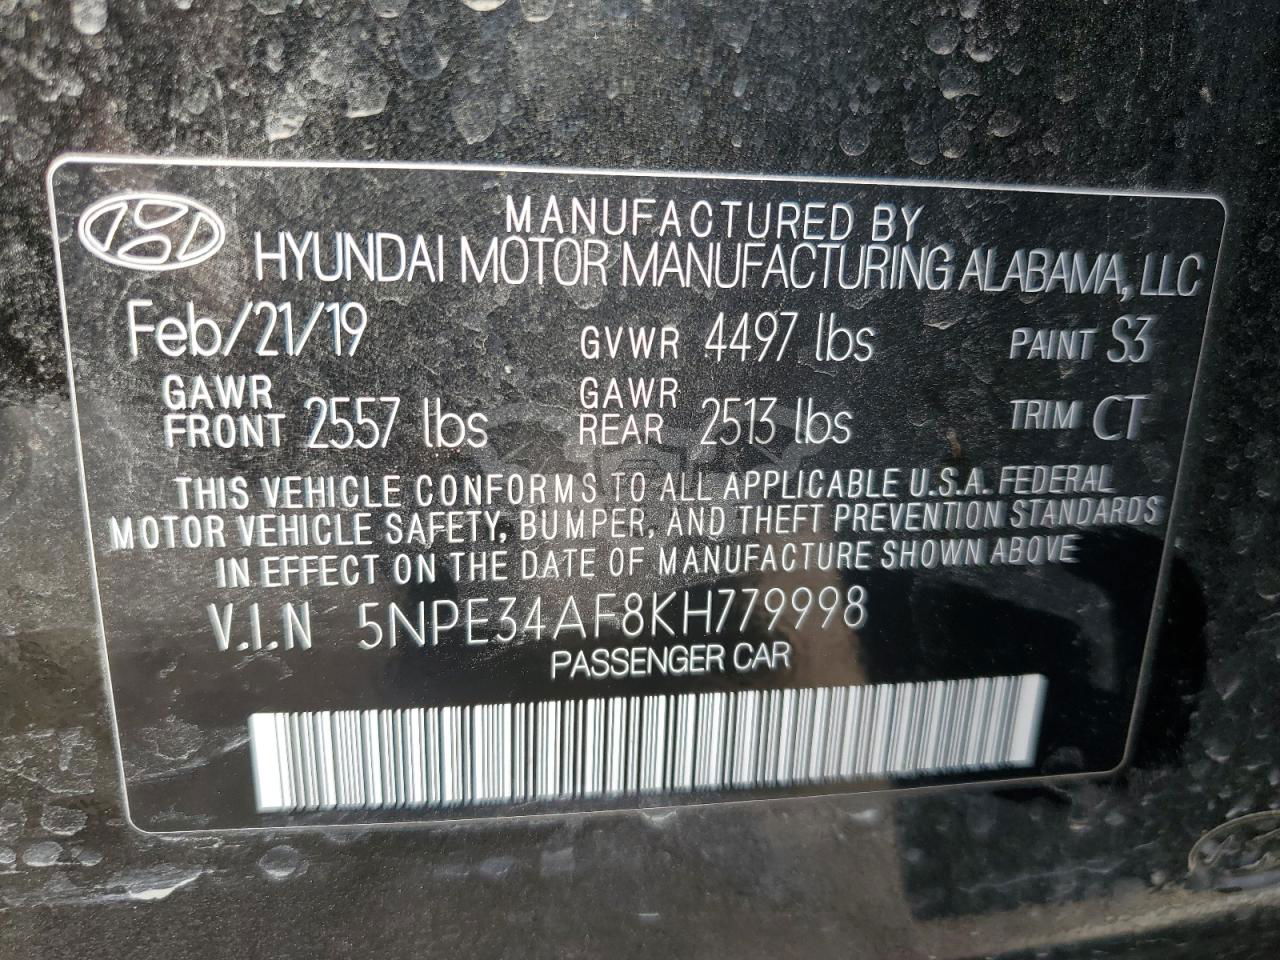 MANUFACTURED BY
HYUNDAI MOTOR MANUFACTURING ALABAMA, LLC
Feb/21/19 GVWR 4497 lbs PAINT S3
GAWR FRONT 2557 lbs GAWR REAR 2513 lbs TRIM CT
THIS VEHICLE CONFORMS TO ALL APPLICABLE U.S.A. FEDERAL
MOTOR VEHICLE SAFETY, BUMPER, AND THEFT PREVENTION STANDARDS
IN EFFECT ON THE DATE OF MANUFACTURE SHOWN ABOVE
V.I.N 5NPE34AF8KH779998
PASSENGER CAR